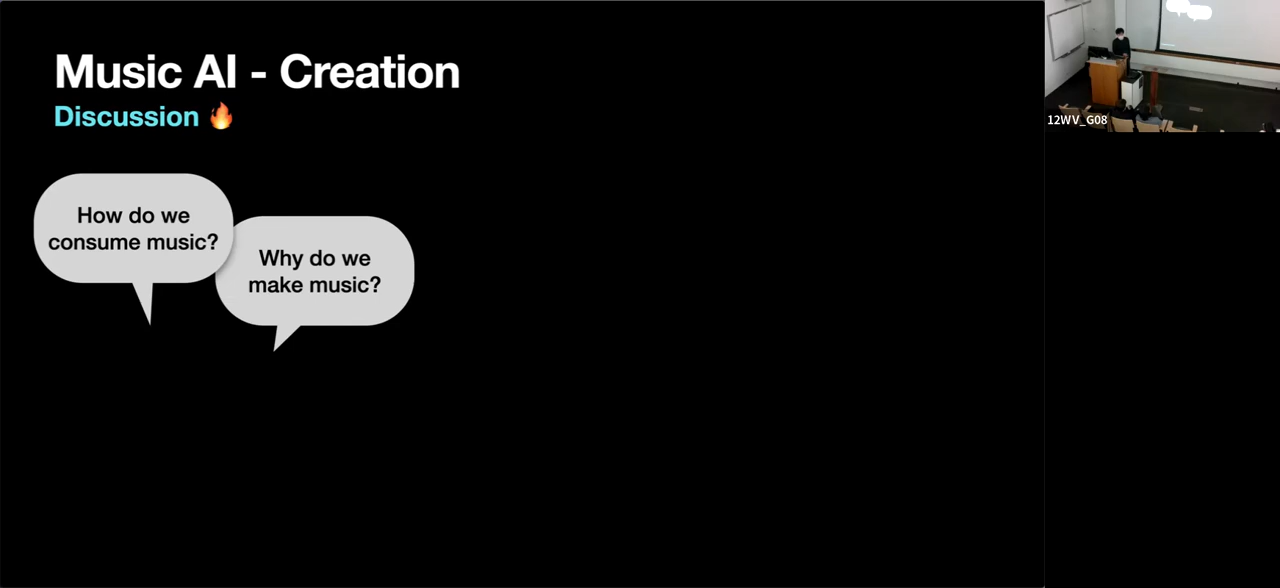 Music AI - Creation
Discussion 🔥
How do we
consume music?
Why do we
make music?
12WV_G08